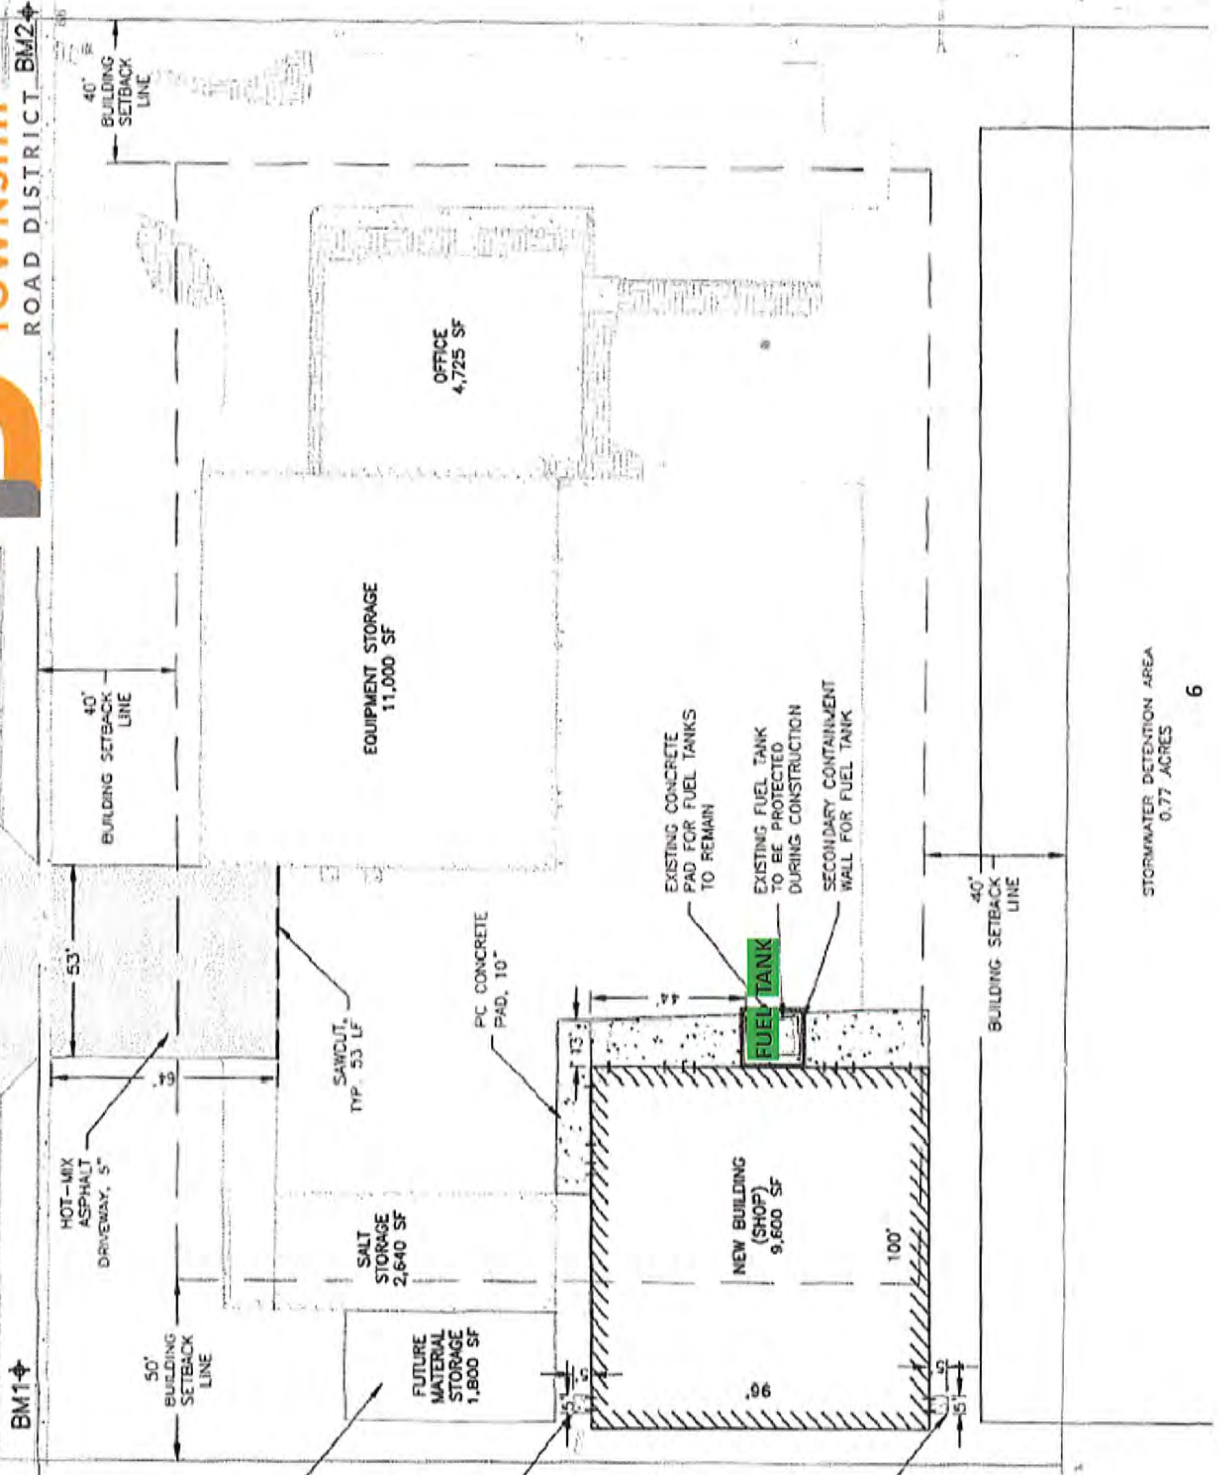 TOWNSHIP
ROAD DISTRICT
BM2
40'
BUILDING
SETBACK
LINE
OFFICE
4,725 SF
EQUIPMENT STORAGE
11,000 SF
40'
BUILDING SETBACK
LINE
53'
64'
HOT-MIX
ASPHALT
DRIVEWAY, 5"
SAWCUT,
TYP. 53 LF
PC CONCRETE
PAD, 10"
EXISTING CONCRETE
PAD FOR FUEL TANKS
TO REMAIN
EXISTING FUEL TANK
TO BE PROTECTED
DURING CONSTRUCTION
SECONDARY CONTAINMENT
WALL FOR FUEL TANK
44'
13'
FUEL TANK
SALT
STORAGE
2,640 SF
FUTURE
MATERIAL
STORAGE
1,800 SF
50'
BUILDING
SETBACK
LINE
BM1
NEW BUILDING
(SHOP)
9,600 SF
100'
96'
5'
5'
5'
5'
40'
BUILDING SETBACK
LINE
STORMWATER DETENTION AREA
0.77 ACRES
6